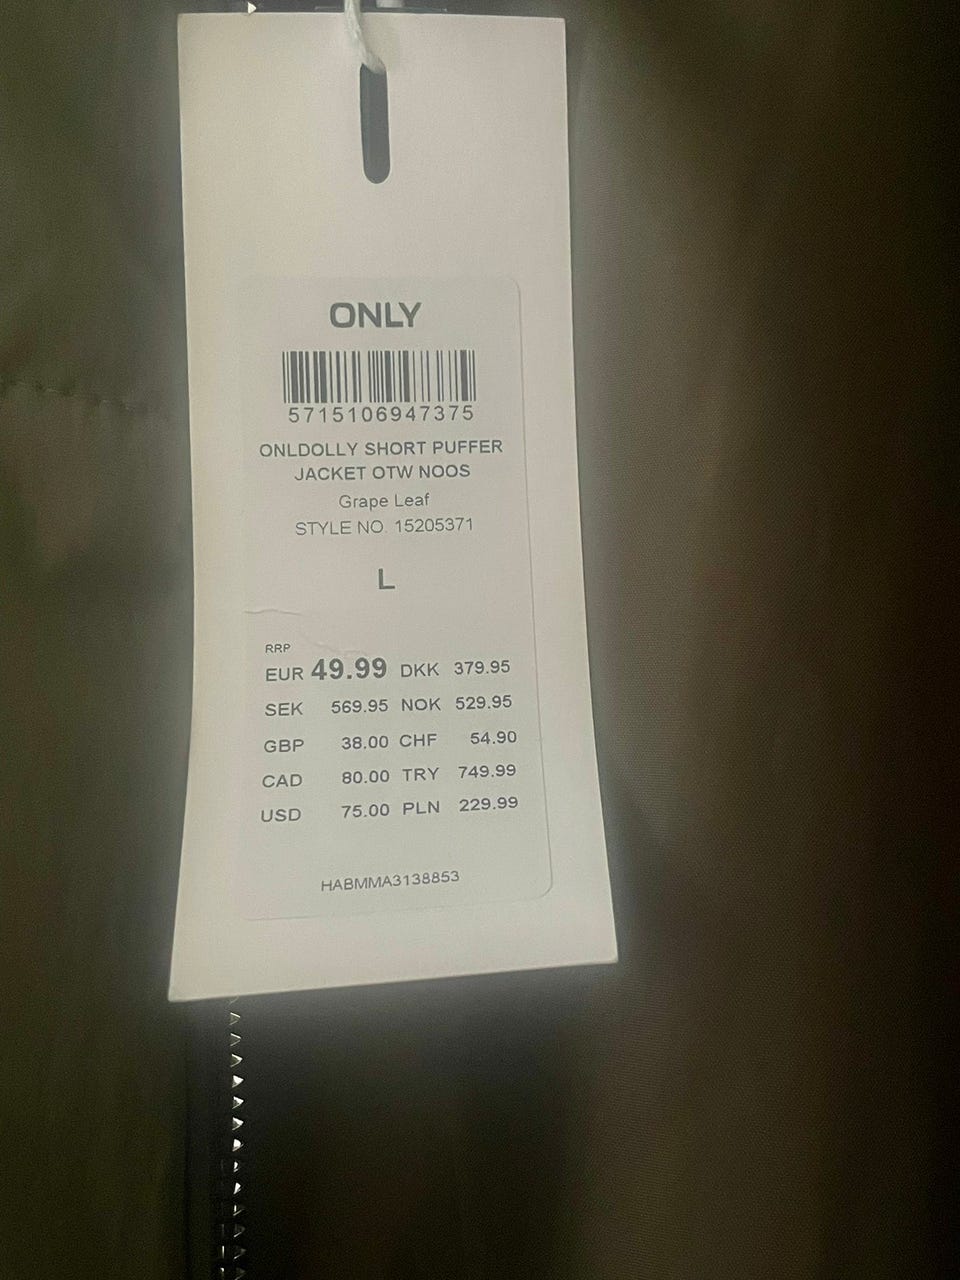 ONLY
5715106947375
ONLDOLLY SHORT PUFFER
JACKET OTW NOOS
Grape Leaf
STYLE NO. 15205371
L
RRP
EUR 49.99 DKK 379.95
SEK 569.95 NOK 529.95
GBP 38.00 CHF 54.90
CAD 80.00 TRY 749.99
USD 75.00 PLN 229.99
HABMMA3138853